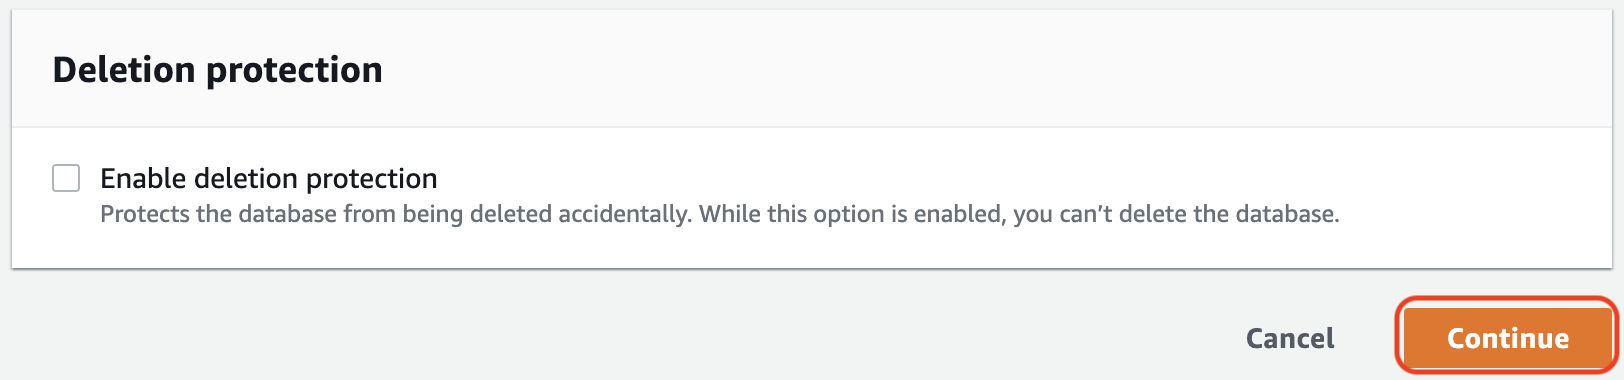 Deletion protection
Enable deletion protection
Protects the database from being deleted accidentally. While this option is enabled, you can’t delete the database.
Cancel
Continue